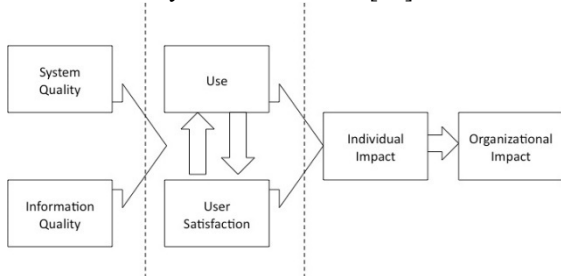 System
Quality
Use
Individual
Impact
Organizational
Impact
Information
Quality
User
Satisfaction